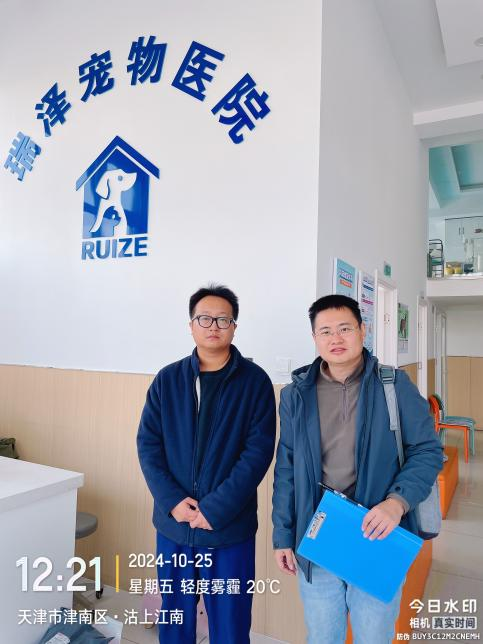 瑞泽宠物医院
RUIZE
12:21
2024-10-25
星期五 轻度雾霾 20℃
天津市津南区·沽上江南
今日水印
相机 真实时间
防伪 BUY3C12M2CNEMH